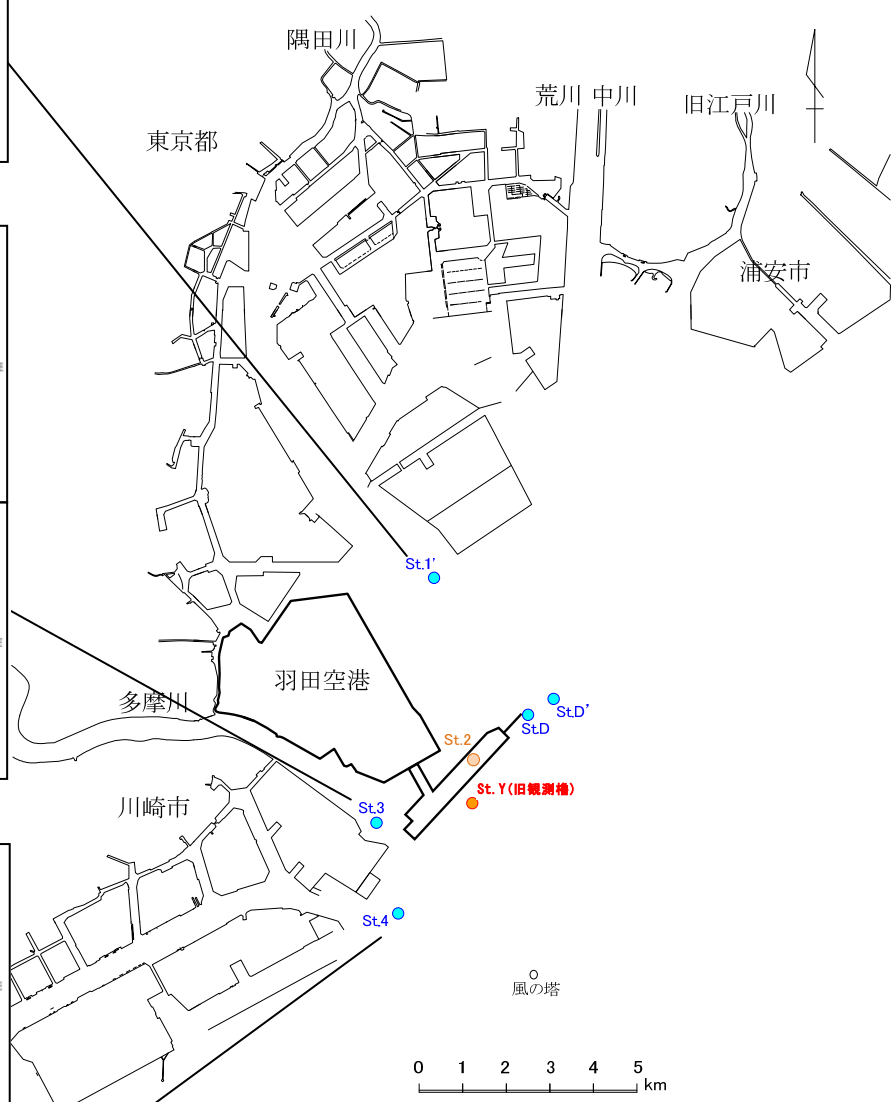 隅田川
荒川 中川
旧江戸川
東京都
浦安市
St.1'
羽田空港
多摩川
St.D'
St.D
St.2
St.Y(旧観測櫓)
川崎市
St.3
St.4
風の塔
0 1 2 3 4 5
km